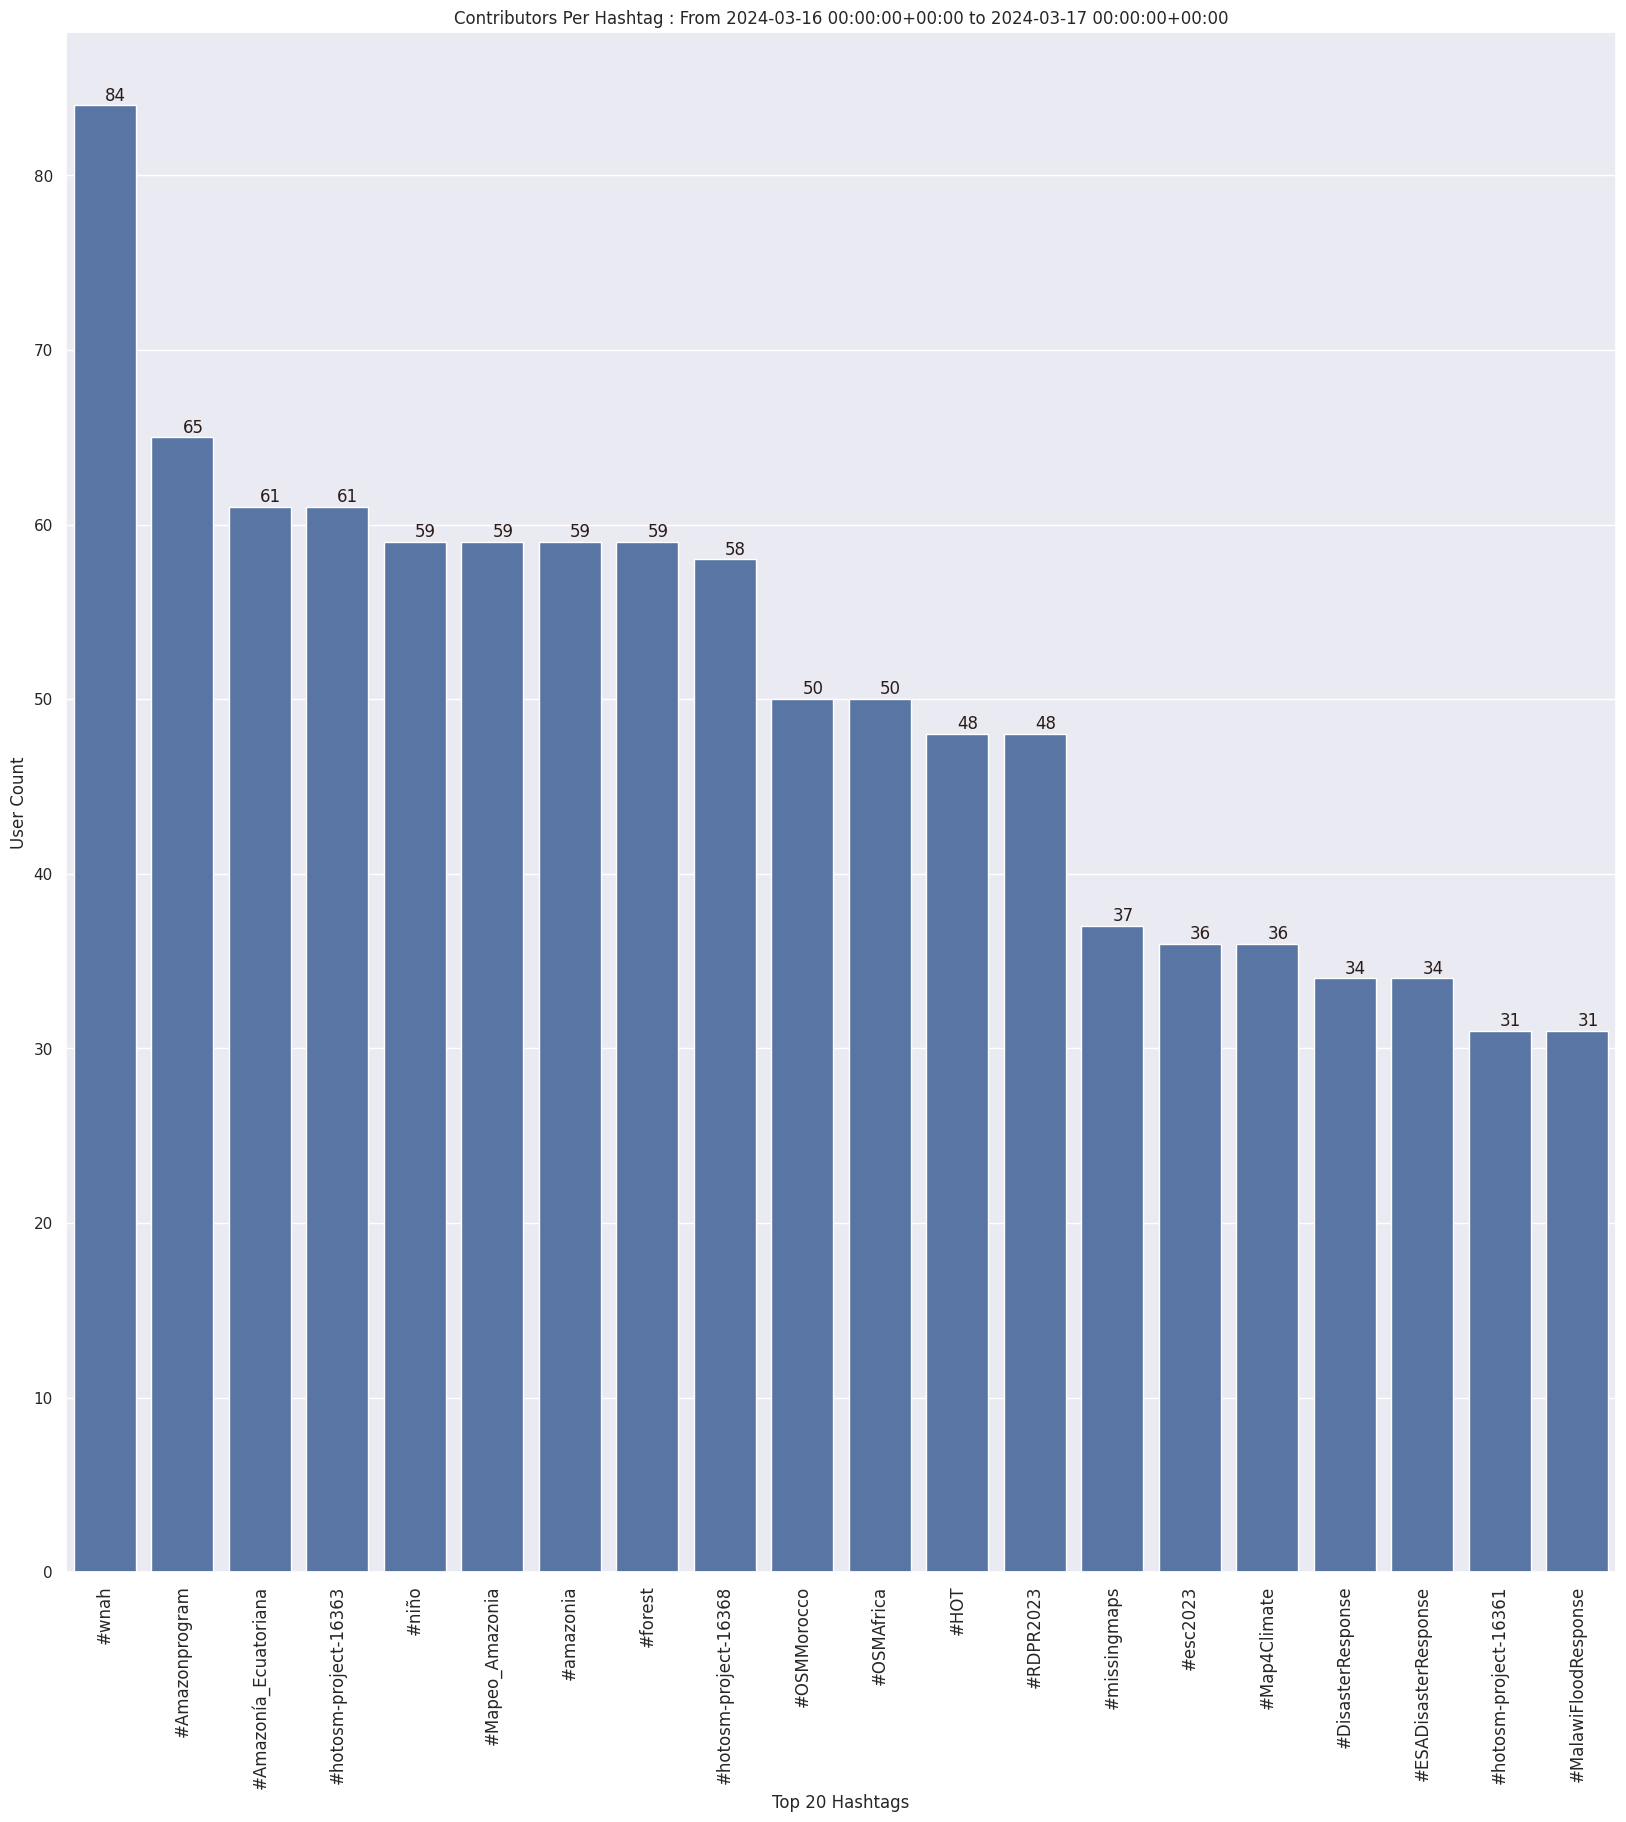 Contributors Per Hashtag : From 2024-03-16 00:00:00+00:00 to 2024-03-17 00:00:00+00:00
84
65
61
61
59
59
59
59
58
50
50
48
48
37
36
36
34
34
31
31
80
70
60
50
40
30
20
10
0
User Count
#wnah
#Amazonprogram
#Amazonía_Ecuatoriana
#hotosm-project-16363
#niño
#Mapeo_Amazonia
#amazonia
#forest
#hotosm-project-16368
#OSMMorocco
#OSMAfrica
#HOT
#RDPR2023
#missingmaps
#esc2023
#Map4Climate
#DisasterResponse
#ESADisasterResponse
#hotosm-project-16361
#MalawiFloodResponse
Top 20 Hashtags